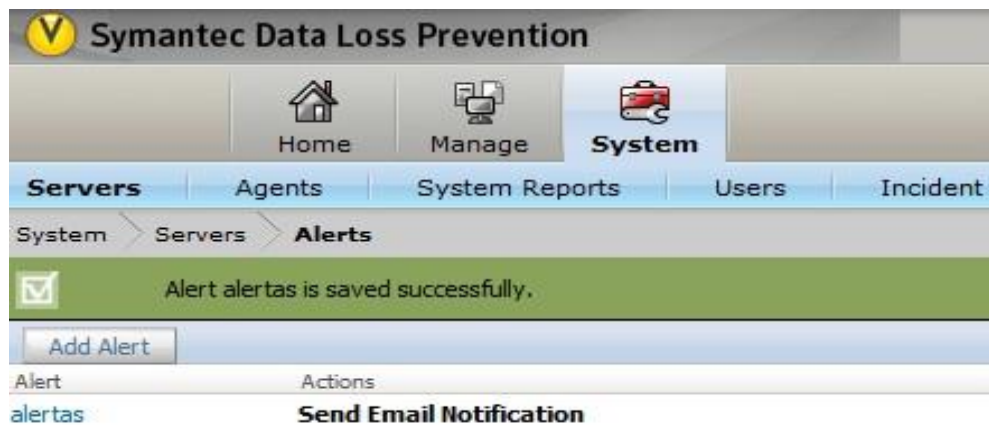 V Symantec Data Loss Prevention
Home Manage System
Servers Agents System Reports Users Incident
System Servers Alerts
Alert alertas is saved successfully.
Add Alert
Alert Actions
alertas Send Email Notification